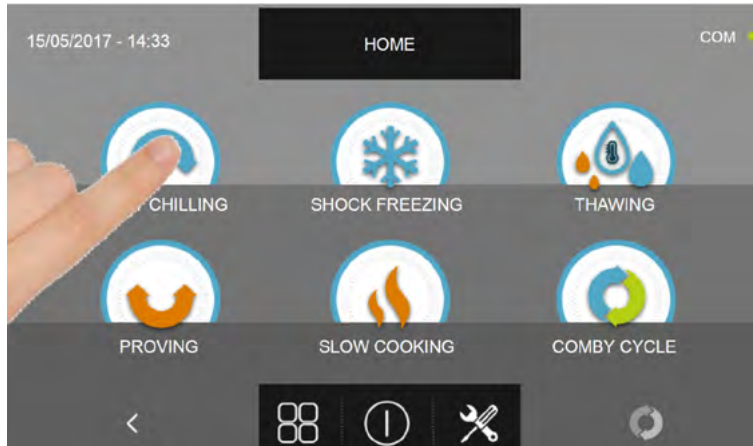 15/05/2017 - 14:33
HOME
COM
CHILLING
SHOCK FREEZING
THAWING
PROVING
SLOW COOKING
COMBY CYCLE